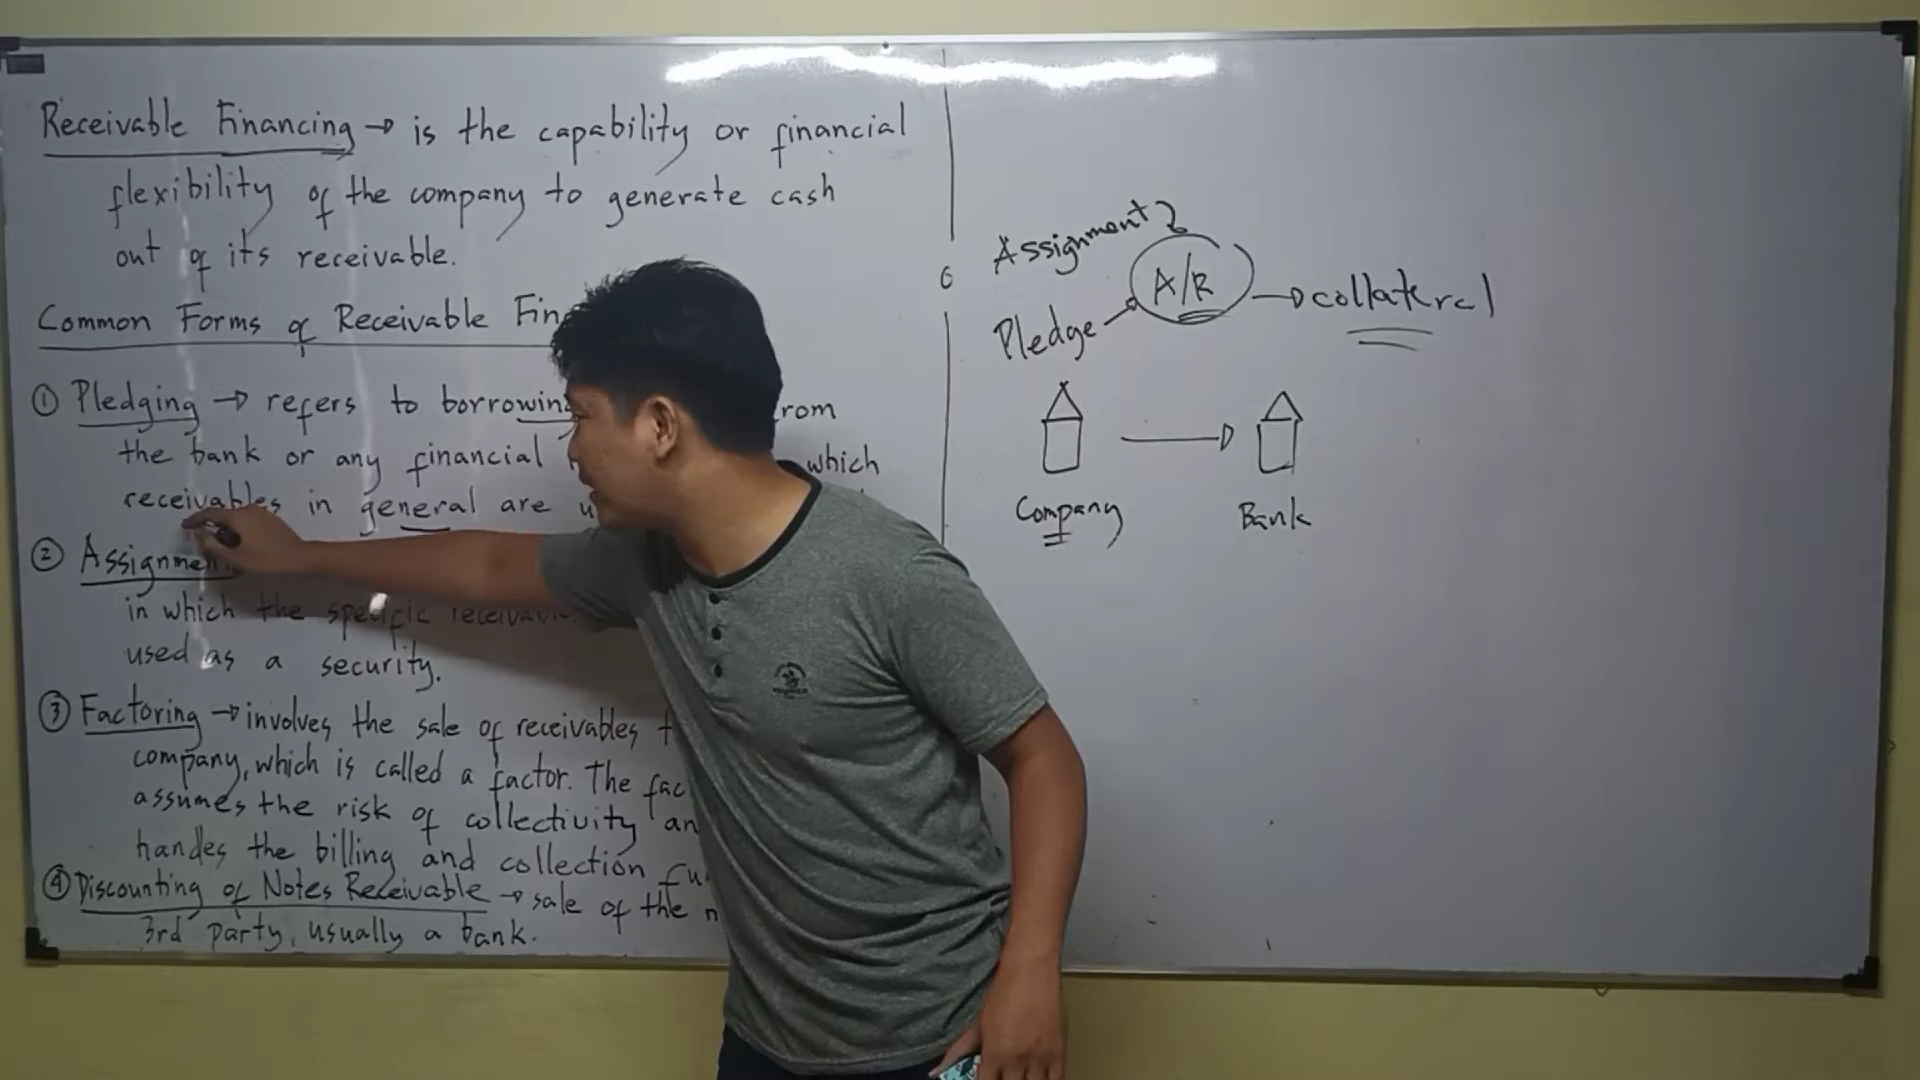 Receivable Financing → is the capability or financial
flexibility of the company to generate cash
out of its receivable.
Common Forms of Receivable Fin
① Pledging → refers to borrowing rom
the bank or any financial which
receivables in general are u
② Assignmen
in which the specific receivab
used as a security.
③ Factoring → involves the sale of receivables t
company, which is called a factor. The fac
assumes the risk of collectivity an
handes the billing and collection fu
④ Discounting of Notes Receivable → sale of the n
3rd party, usually a bank.
Assignment
A/R → collateral
Pledge
Company Bank